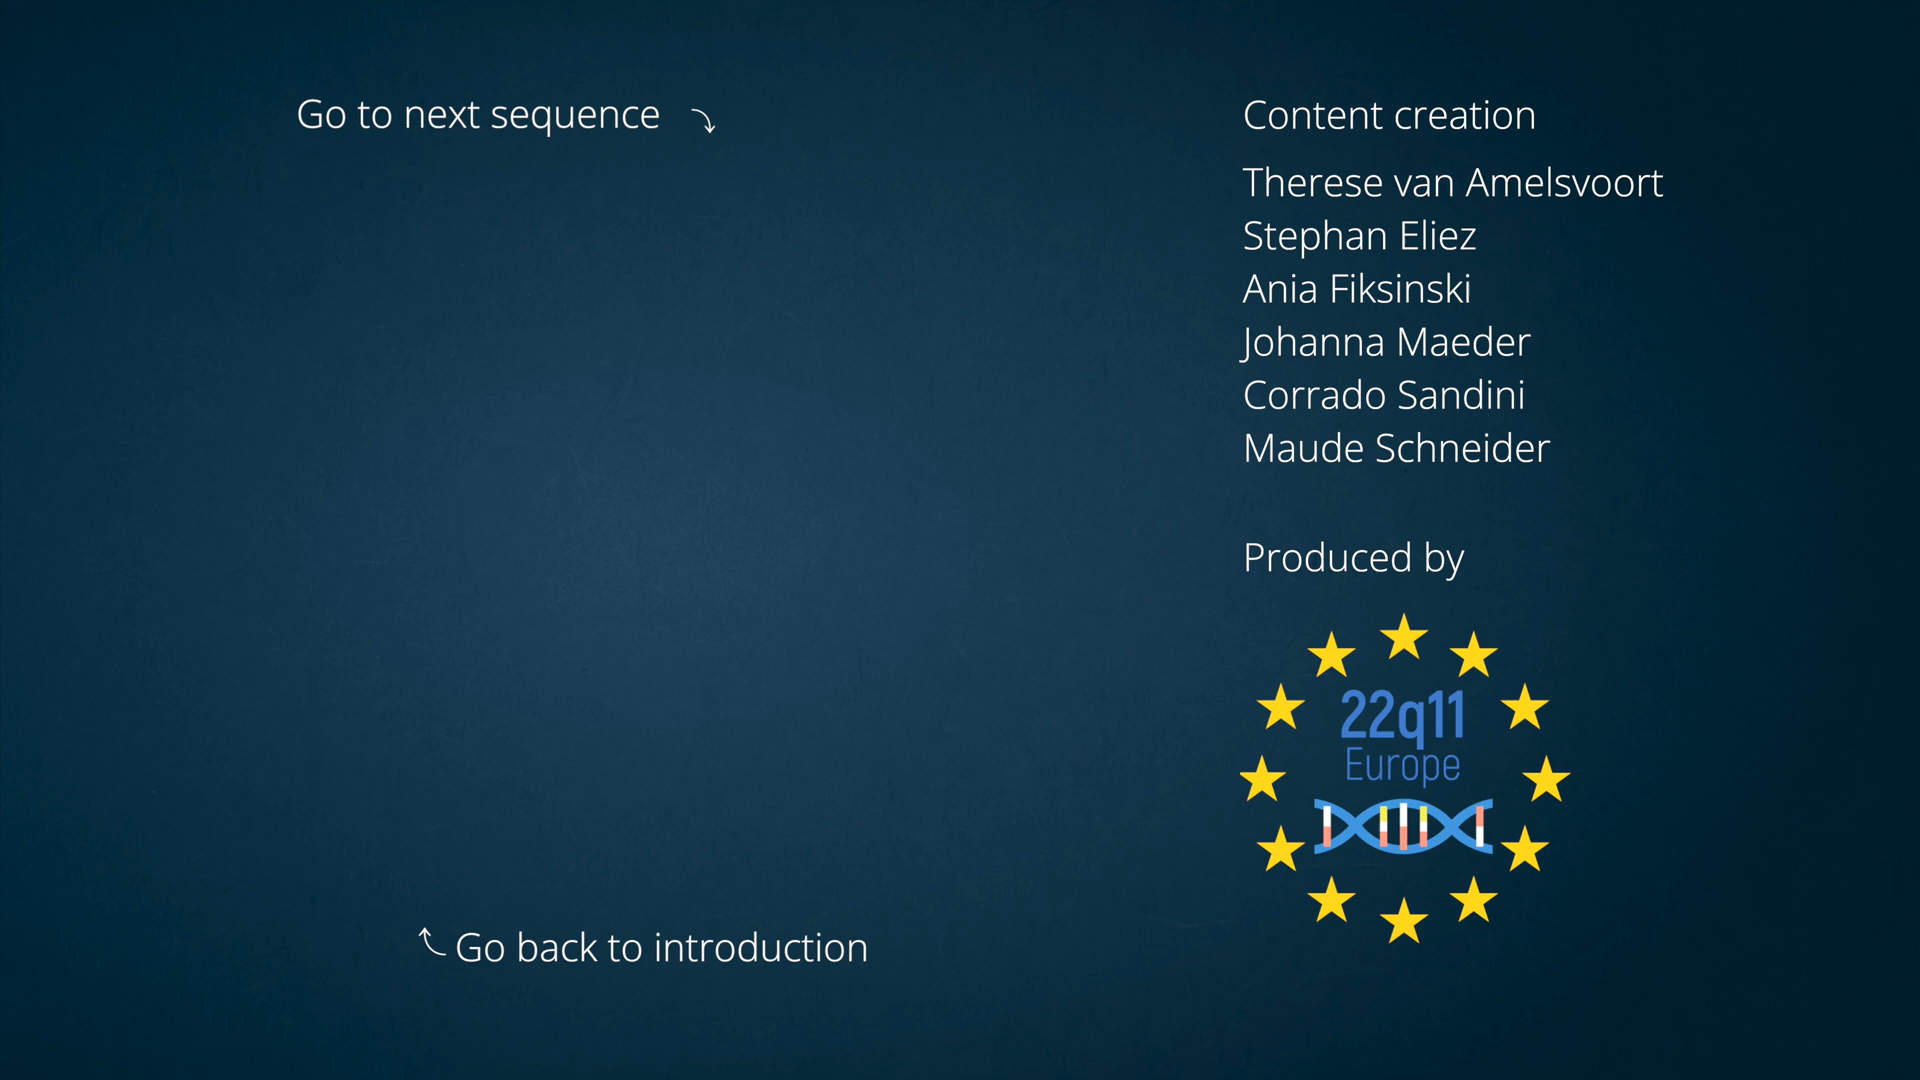 Go to next sequence
Go back to introduction
Content creation
Therese van Amelsvoort
Stephan Eliez
Ania Fiksinski
Johanna Maeder
Corrado Sandini
Maude Schneider
Produced by
22q11
Europe